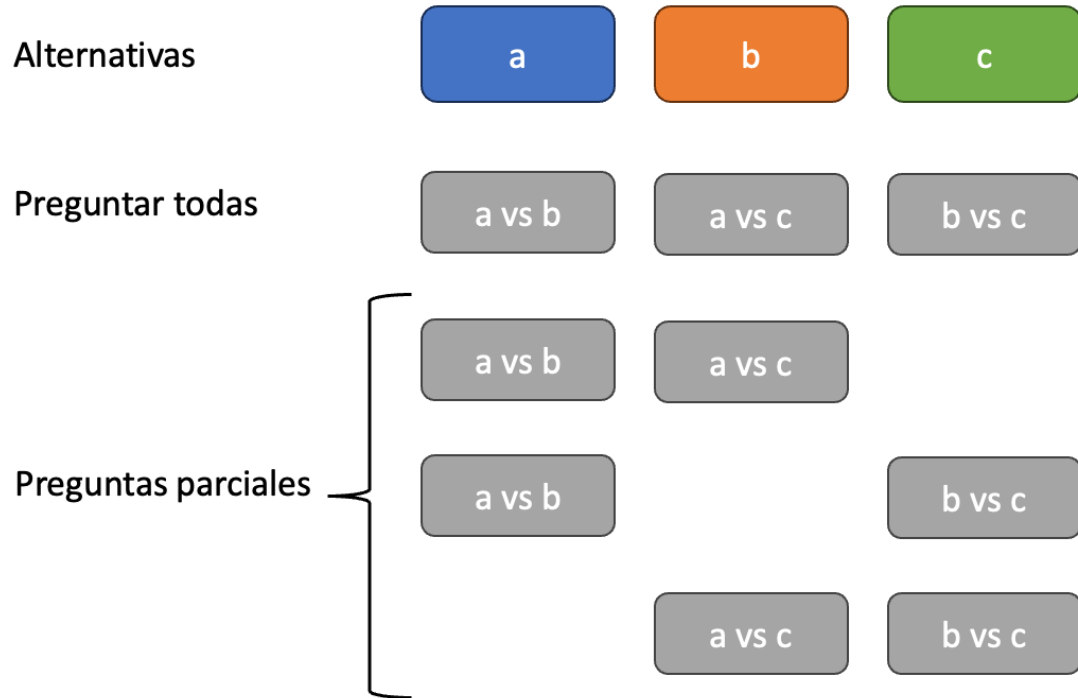 Alternativas
a
b
c
Preguntar todas
a vs b
a vs c
b vs c
Preguntas parciales
a vs b
a vs c
a vs b
b vs c
a vs c
b vs c